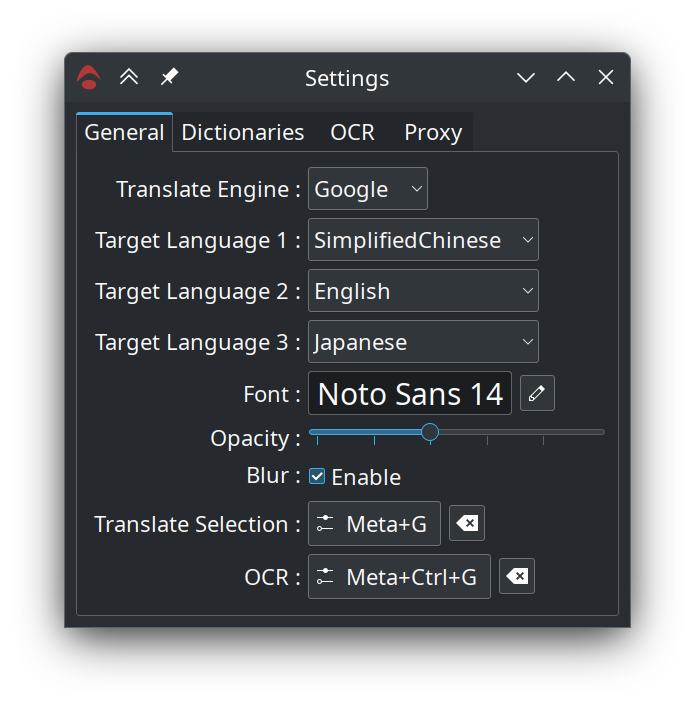 Settings
General Dictionaries OCR Proxy
Translate Engine : Google
Target Language 1 : SimplifiedChinese
Target Language 2 : English
Target Language 3 : Japanese
Font : Noto Sans 14
Opacity :
Blur : Enable
Translate Selection : Meta+G
OCR : Meta+Ctrl+G